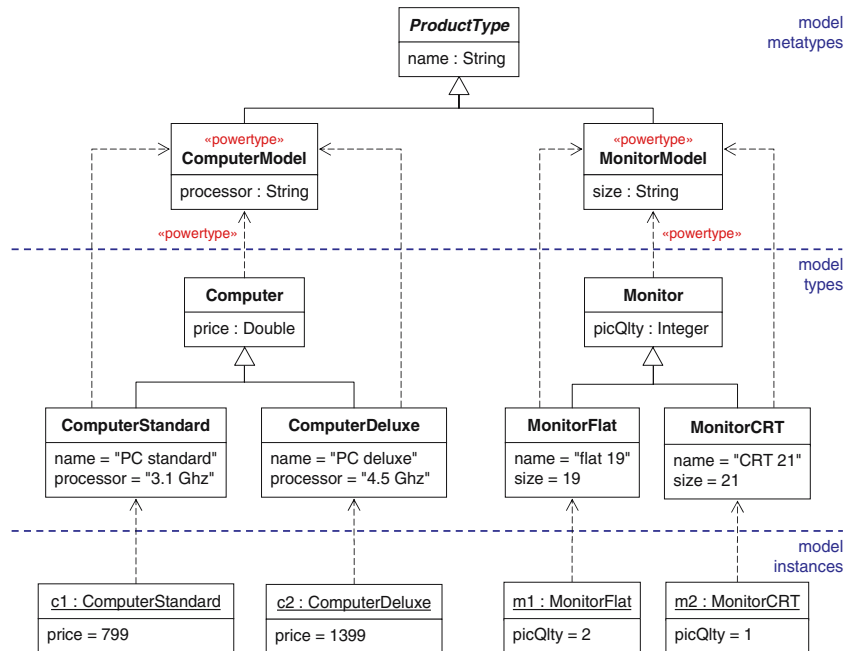 ProductType
name : String
model
metatypes
«powertype»
ComputerModel
processor : String
«powertype»
MonitorModel
size : String
«powertype»
«powertype»
model
types
Computer
price : Double
Monitor
picQlty : Integer
ComputerStandard
name = "PC standard"
processor = "3.1 Ghz"
ComputerDeluxe
name = "PC deluxe"
processor = "4.5 Ghz"
MonitorFlat
name = "flat 19"
size = 19
MonitorCRT
name = "CRT 21"
size = 21
model
instances
c1 : ComputerStandard
price = 799
c2 : ComputerDeluxe
price = 1399
m1 : MonitorFlat
picQlty = 2
m2 : MonitorCRT
picQlty = 1